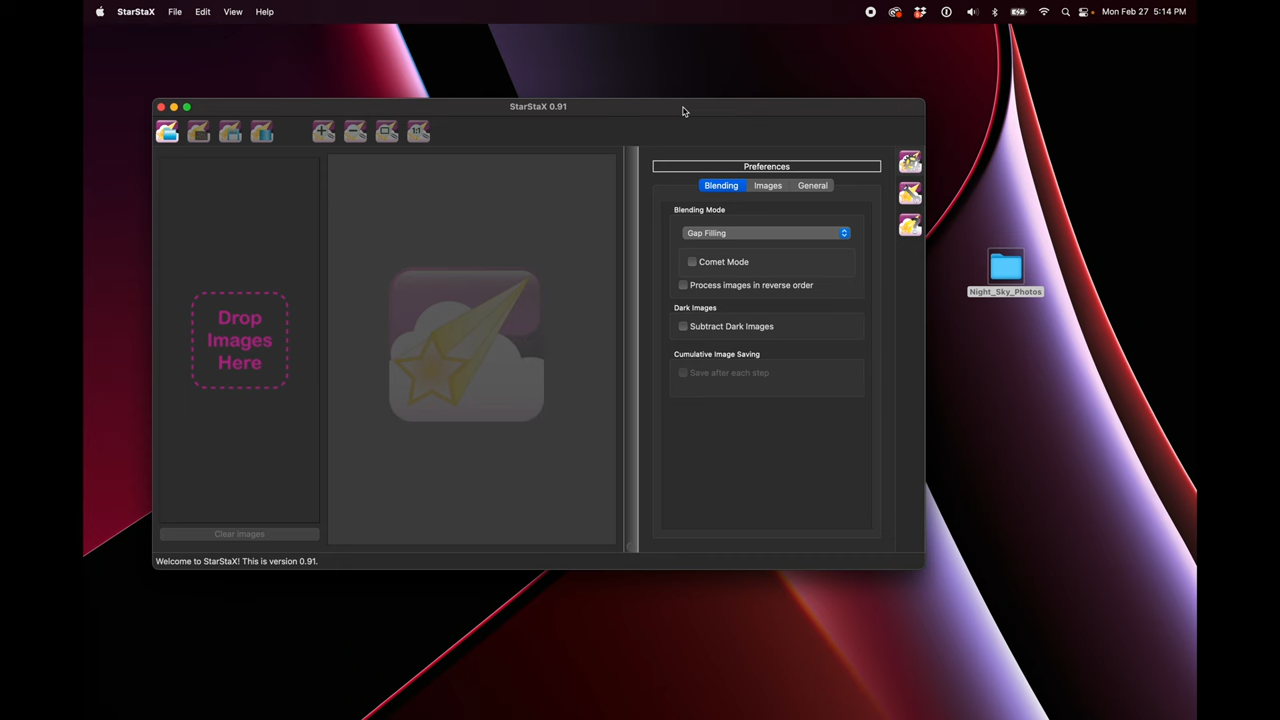 StarStaX File Edit View Help
Mon Feb 27 5:14 PM
StarStaX 0.91
1:1
Preferences
Blending Images General
Blending Mode
Gap Filling
Comet Mode
Process images in reverse order
Dark Images
Subtract Dark Images
Cumulative Image Saving
Save after each step
Drop
Images
Here
Clear Images
Welcome to StarStaX! This is version 0.91.
Night_Sky_Photos